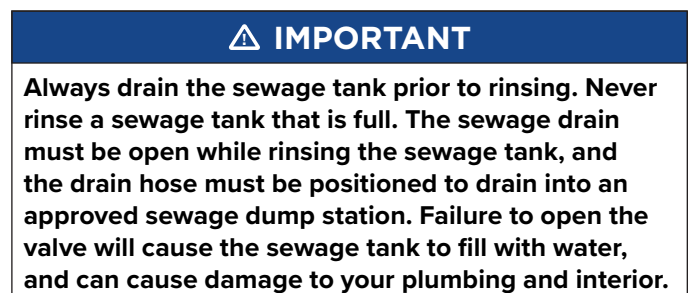 ⚠ IMPORTANT
Always drain the sewage tank prior to rinsing. Never
rinse a sewage tank that is full. The sewage drain
must be open while rinsing the sewage tank, and
the drain hose must be positioned to drain into an
approved sewage dump station. Failure to open the
valve will cause the sewage tank to fill with water,
and can cause damage to your plumbing and interior.